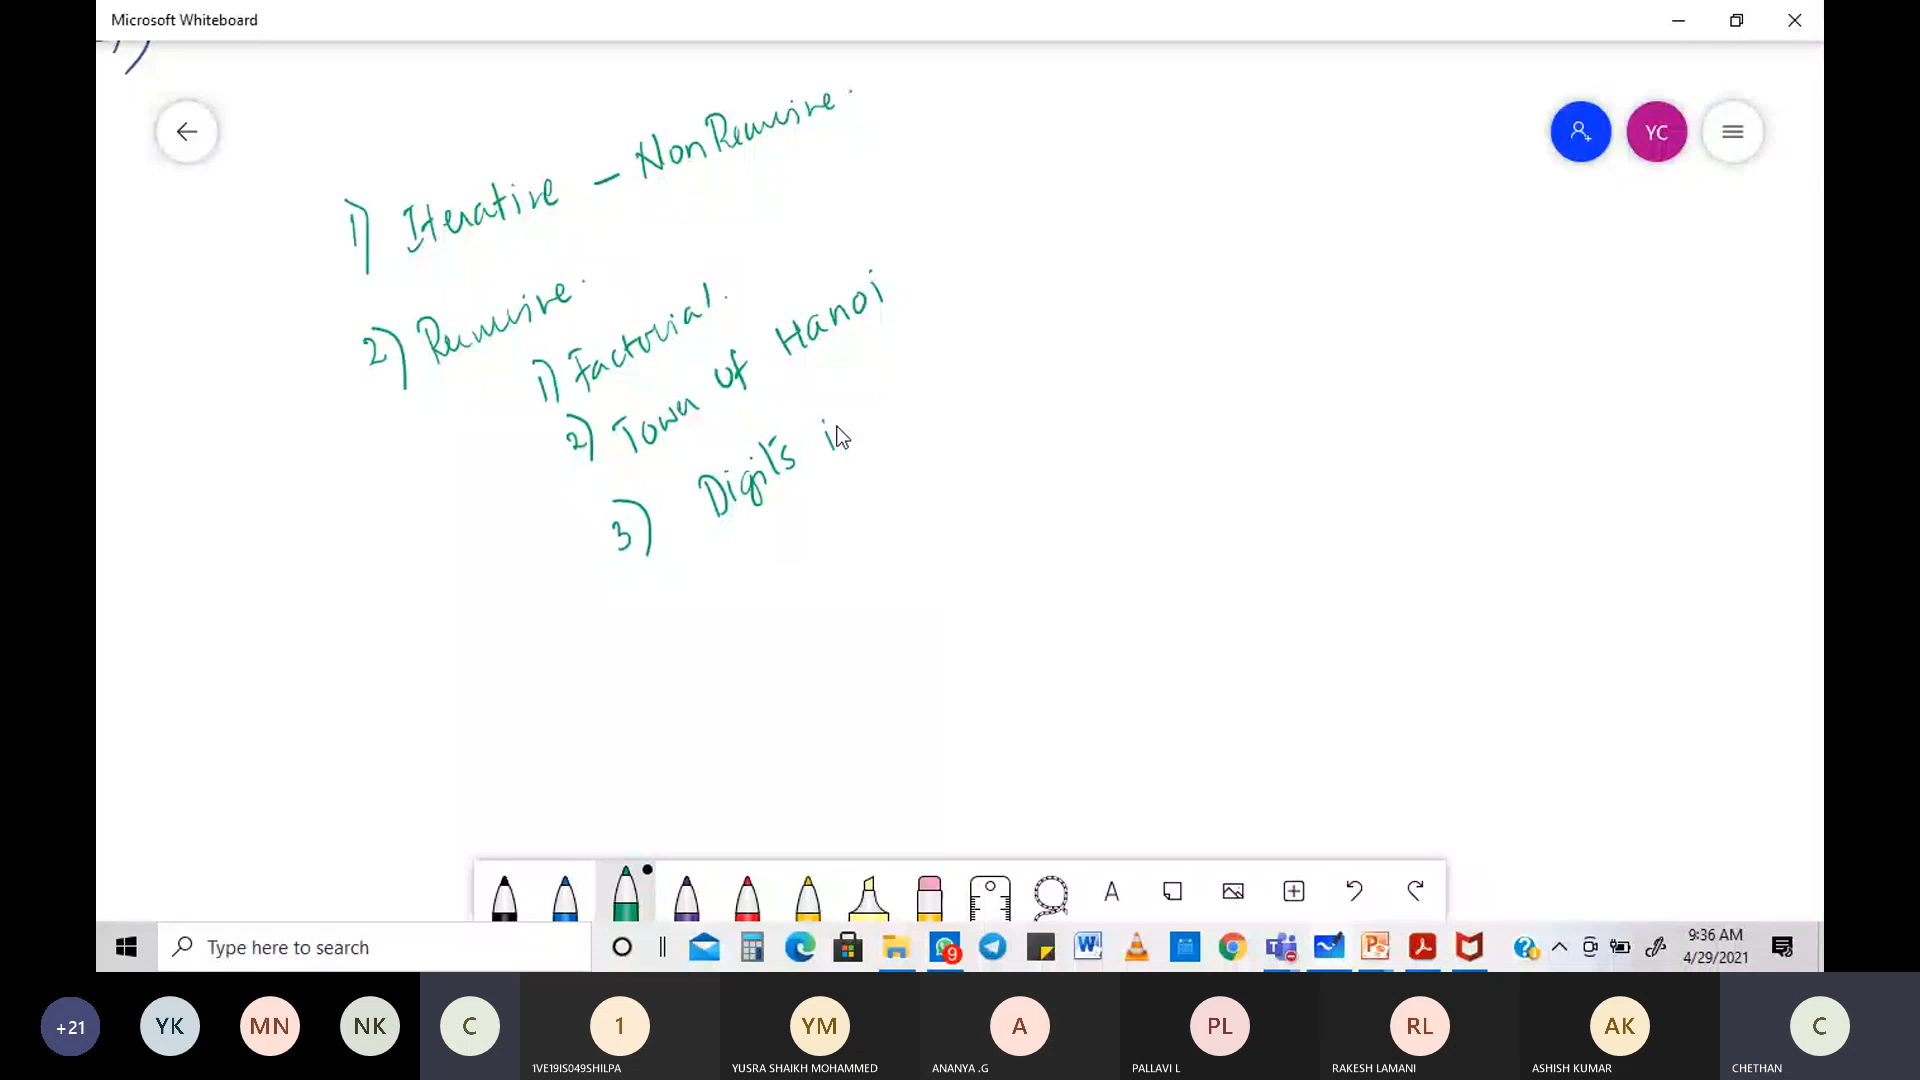 Microsoft Whiteboard
YC
1) Iterative - Non Recursive.
2) Recursive.
1) Factorial.
2) Tower of Hanoi
3) Digits i
A
Type here to search
9
9:36 AM
4/29/2021
+21
YK
MN
NK
C
1
YM
A
PL
RL
AK
C
1VE19IS049SHILPA
YUSRA SHAIKH MOHAMMED
ANANYA .G
PALLAVI L
RAKESH LAMANI
ASHISH KUMAR
CHETHAN